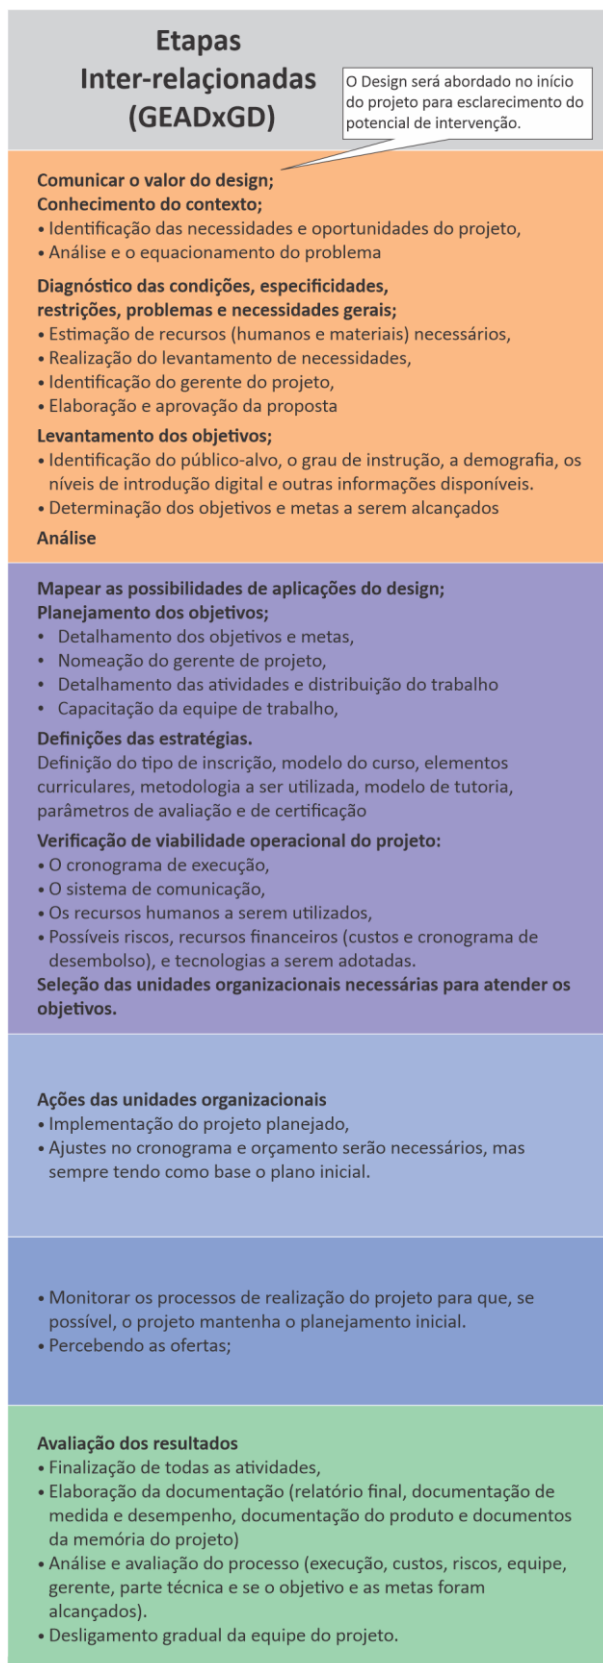 Etapas
Inter-relaçionadas
(GEADxGD)
O Design será abordado no início
do projeto para esclarecimento do
potencial de intervenção.
Comunicar o valor do design;
Conhecimento do contexto;
• Identificação das necessidades e oportunidades do projeto,
• Análise e o equacionamento do problema
Diagnóstico das condições, especificidades,
restrições, problemas e necessidades gerais;
• Estimação de recursos (humanos e materiais) necessários,
• Realização do levantamento de necessidades,
• Identificação do gerente do projeto,
• Elaboração e aprovação da proposta
Levantamento dos objetivos;
• Identificação do público-alvo, o grau de instrução, a demografia, os
níveis de introdução digital e outras informações disponíveis.
• Determinação dos objetivos e metas a serem alcançados
Análise
Mapear as possibilidades de aplicações do design;
Planejamento dos objetivos;
• Detalhamento dos objetivos e metas,
• Nomeação do gerente de projeto,
• Detalhamento das atividades e distribuição do trabalho
• Capacitação da equipe de trabalho,
Definições das estratégias.
Definição do tipo de inscrição, modelo do curso, elementos
curriculares, metodologia a ser utilizada, modelo de tutoria,
parâmetros de avaliação e de certificação
Verificação de viabilidade operacional do projeto:
• O cronograma de execução,
• O sistema de comunicação,
• Os recursos humanos a serem utilizados,
• Possíveis riscos, recursos financeiros (custos e cronograma de
desembolso), e tecnologias a serem adotadas.
Seleção das unidades organizacionais necessárias para atender os
objetivos.
Ações das unidades organizacionais
• Implementação do projeto planejado,
• Ajustes no cronograma e orçamento serão necessários, mas
sempre tendo como base o plano inicial.
• Monitorar os processos de realização do projeto para que, se
possível, o projeto mantenha o planejamento inicial.
• Percebendo as ofertas;
Avaliação dos resultados
• Finalização de todas as atividades,
• Elaboração da documentação (relatório final, documentação de
medida e desempenho, documentação do produto e documentos
da memória do projeto)
• Análise e avaliação do processo (execução, custos, riscos, equipe,
gerente, parte técnica e se o objetivo e as metas foram
alcançados).
• Desligamento gradual da equipe do projeto.